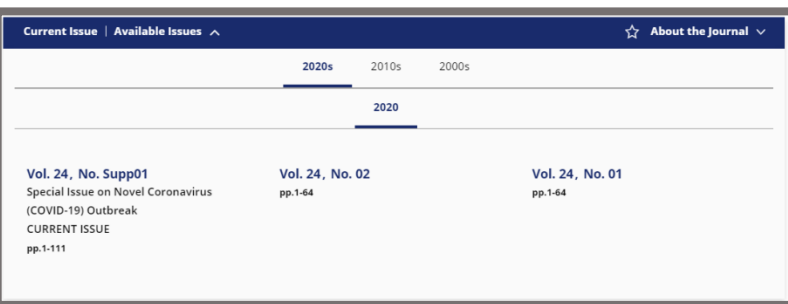 Current Issue | Available Issues
About the Journal
2020s 2010s 2000s
2020
Vol. 24, No. Supp01
Special Issue on Novel Coronavirus
(COVID-19) Outbreak
CURRENT ISSUE
pp.1-111
Vol. 24, No. 02
pp.1-64
Vol. 24, No. 01
pp.1-64